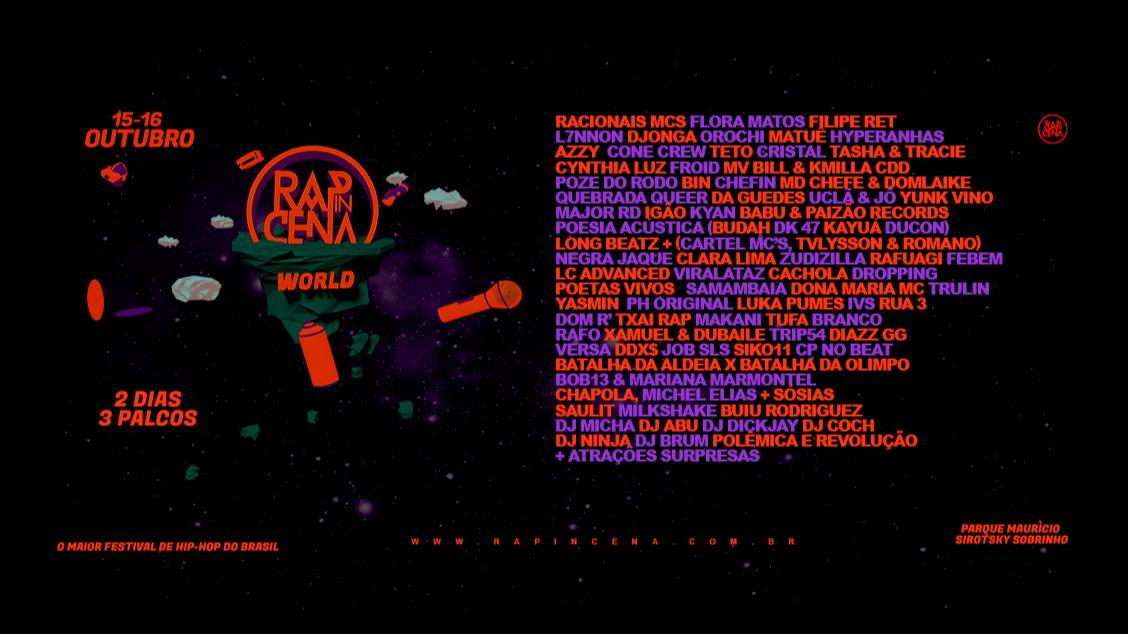 15-16
OUTUBRO
RAP
IN
CENA
WORLD
2 DIAS
3 PALCOS
O MAIOR FESTIVAL DE HIP-HOP DO BRASIL
RACIONAIS MCS FLORA MATOS FILIPE RET
L7NNON DJONGA OROCHI MATUÊ HYPERANHAS
AZZY CONE CREW TETO CRISTAL TASHA & TRACIE
CYNTHIA LUZ FROID MV BILL & KMILLA CDD
POZE DO RODO BIN CHEFIN MD CHEFE & DOMLAIKE
QUEBRADA QUEER DA GUEDES UCLÃ & JÔ YUNK VINO
MAJOR RD IGÃO KYAN BABU & PAIZÃO RECORDS
POESIA ACÚSTICA (BUDAH DK 47 KAYUÁ DUCON)
LONG BEATZ + (CARTEL MC'S, TVLYSSON & ROMANO)
NEGRA JAQUE CLARA LIMA ZUDIZILLA RAFUAGI FEBEM
LC ADVANCED VIRALATAZ CACHOLA DROPPING
POETAS VIVOS SAMAMBAIA DONA MARIA MC TRULIN
YASMIN PH ORIGINAL LUKA PUMES IVS RUA 3
DOM R' TXAI RAP MAKANI TUFA BRANCO
RAFO XAMUEL & DUBAILE TRIP54 DIAZZ GG
VERSA DDX$ JOB SLS SIKO11 CP NO BEAT
BATALHA DA ALDEIA X BATALHA DA OLIMPO
BOB13 & MARIANA MARMONTEL
CHAPOLA, MICHEL ELIAS + SÓSIAS
SAULIT MILKSHAKE BUIU RODRIGUEZ
DJ MICHA DJ ABU DJ DICKJAY DJ COCH
DJ NINJA DJ BRUM POLÊMICA E REVOLUÇÃO
+ ATRAÇÕES SURPRESAS
WWW.RAPINCENA.COM.BR
RAP
IN
CENA
PARQUE MAURÌCIO
SIROTSKY SOBRINHO